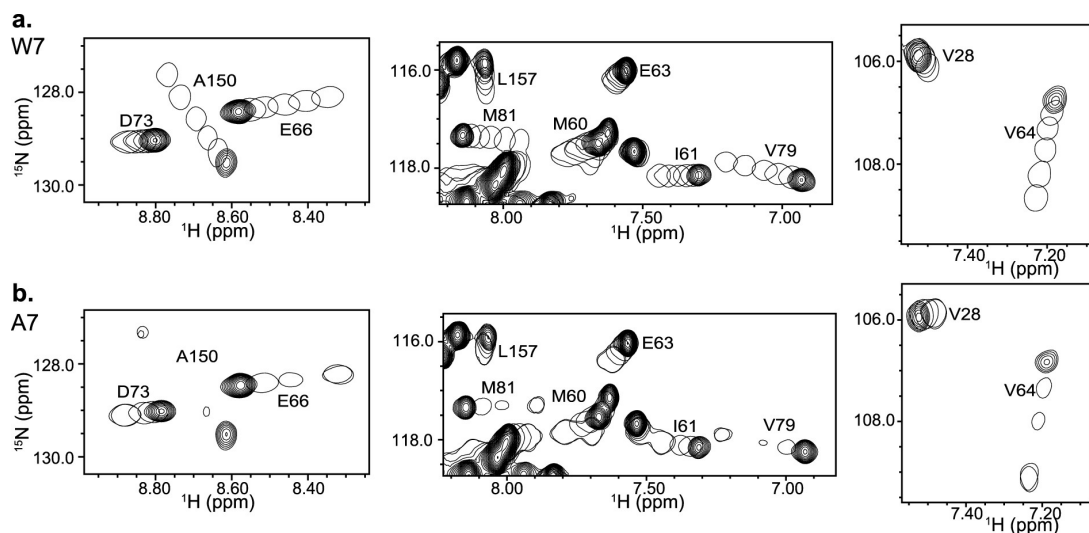 a.
W7
A150
D73
E66
128.0
130.0
¹⁵N (ppm)
8.80 8.60 8.40
¹H (ppm)
116.0
118.0
L157
E63
M81
M60
I61
V79
8.00 7.50 7.00
¹H (ppm)
V28
V64
106.0
108.0
7.40 7.20
¹H (ppm)
b.
A7
A150
D73
E66
128.0
130.0
¹⁵N (ppm)
8.80 8.60 8.40
¹H (ppm)
116.0
118.0
L157
E63
M81
M60
I61
V79
8.00 7.50 7.00
¹H (ppm)
V28
V64
106.0
108.0
7.40 7.20
¹H (ppm)